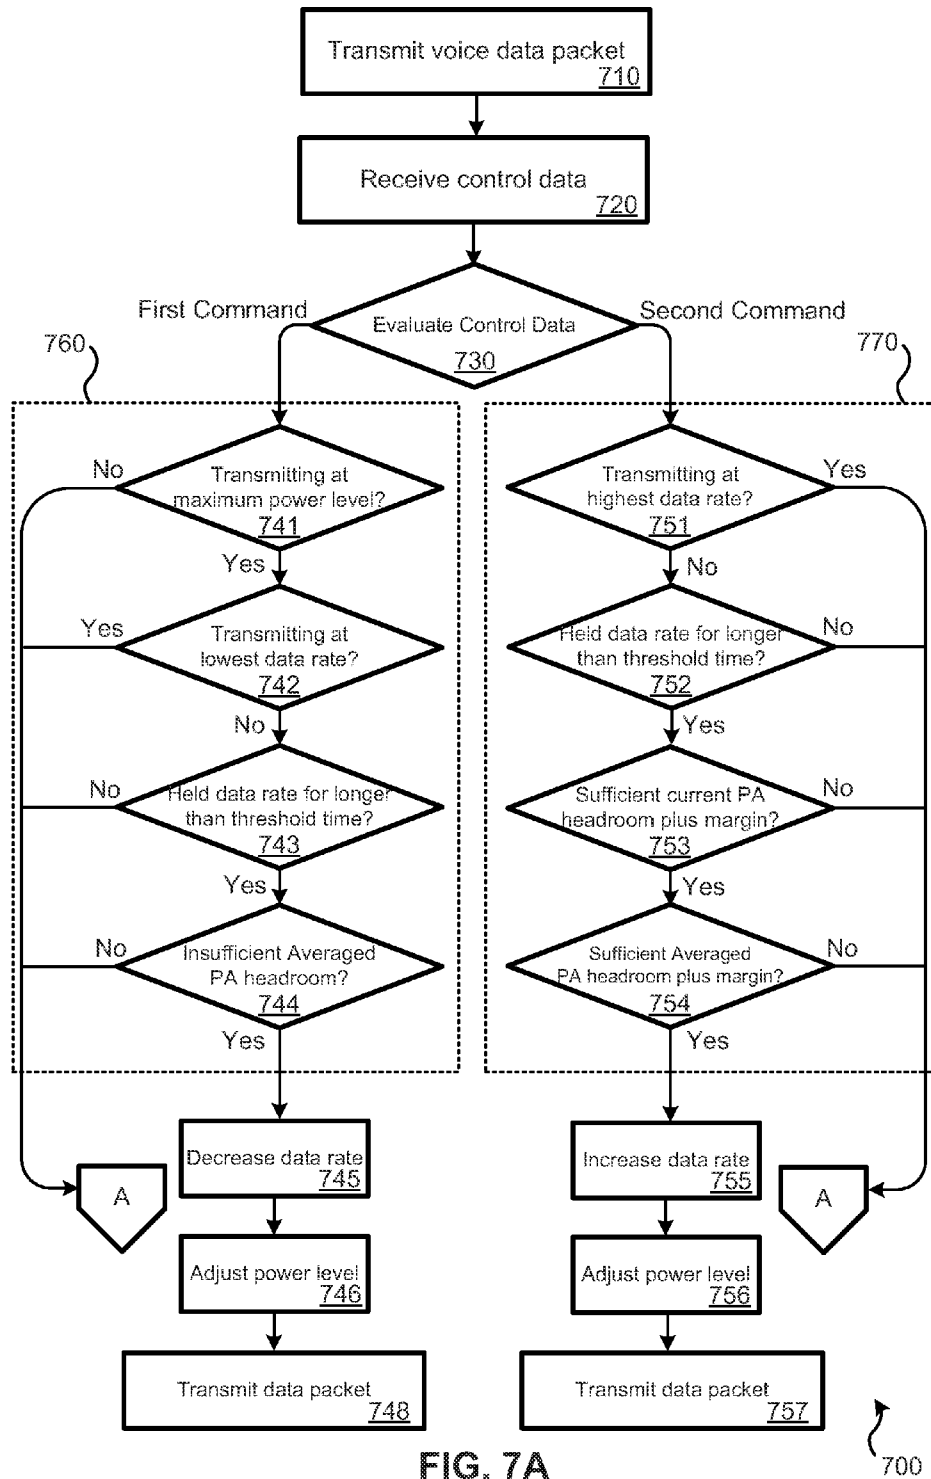 Transmit voice data packet
710
Receive control data
720
First Command
Second Command
Evaluate Control Data
730
760
770
No
Transmitting at
maximum power level?
741
Yes
Transmitting at
highest data rate?
751
Yes
No
Yes
Transmitting at
lowest data rate?
742
No
Held data rate for longer
than threshold time?
752
No
Yes
No
Held data rate for longer
than threshold time?
743
Yes
Sufficient current PA
headroom plus margin?
753
No
Yes
No
Insufficient Averaged
PA headroom?
744
Yes
Sufficient Averaged
PA headroom plus margin?
754
No
Yes
A
Decrease data rate
745
Increase data rate
755
A
Adjust power level
746
Adjust power level
756
Transmit data packet
748
Transmit data packet
757
FIG. 7A
700